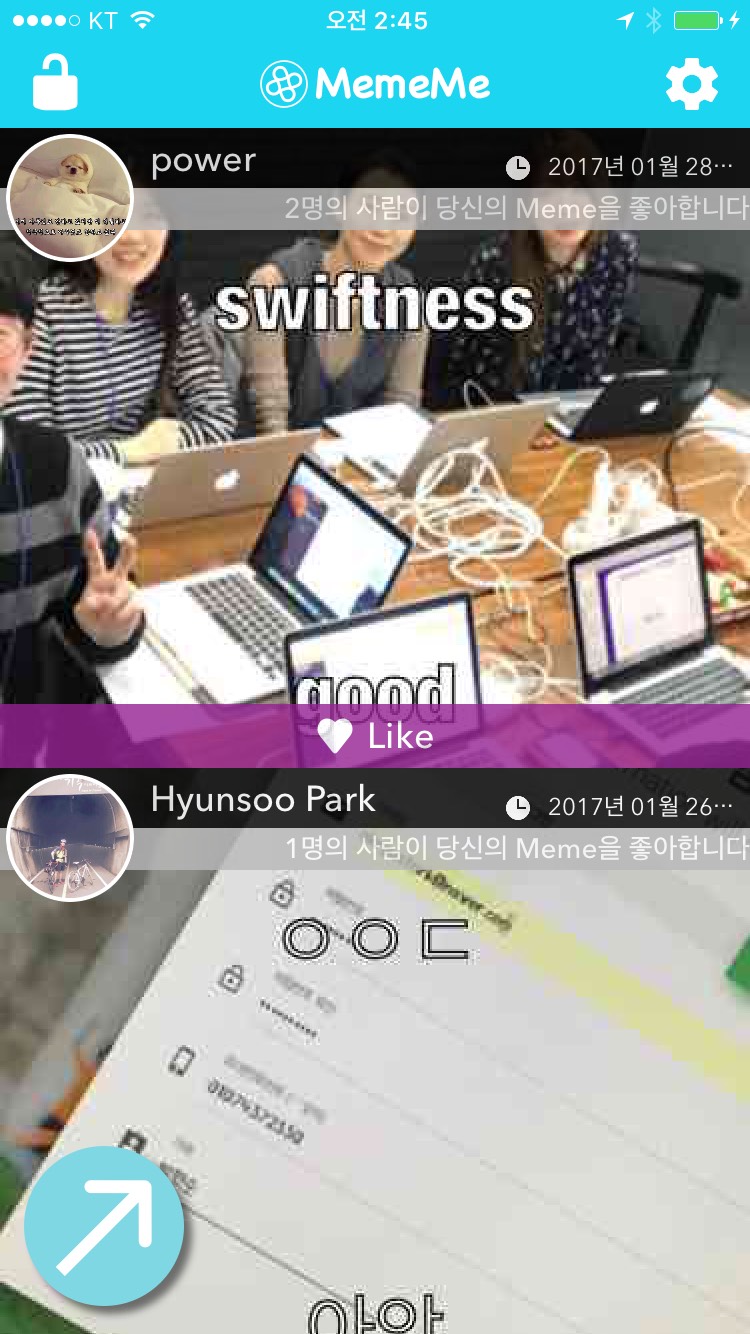 KT 오전 2:45
MemeMe
power 2017년 01월 28…
2명의 사람이 당신의 Meme을 좋아합니다
swiftness
good
Like
Hyunsoo Park 2017년 01월 26…
1명의 사람이 당신의 Meme을 좋아합니다
ㅇㅇㄷ
아앙